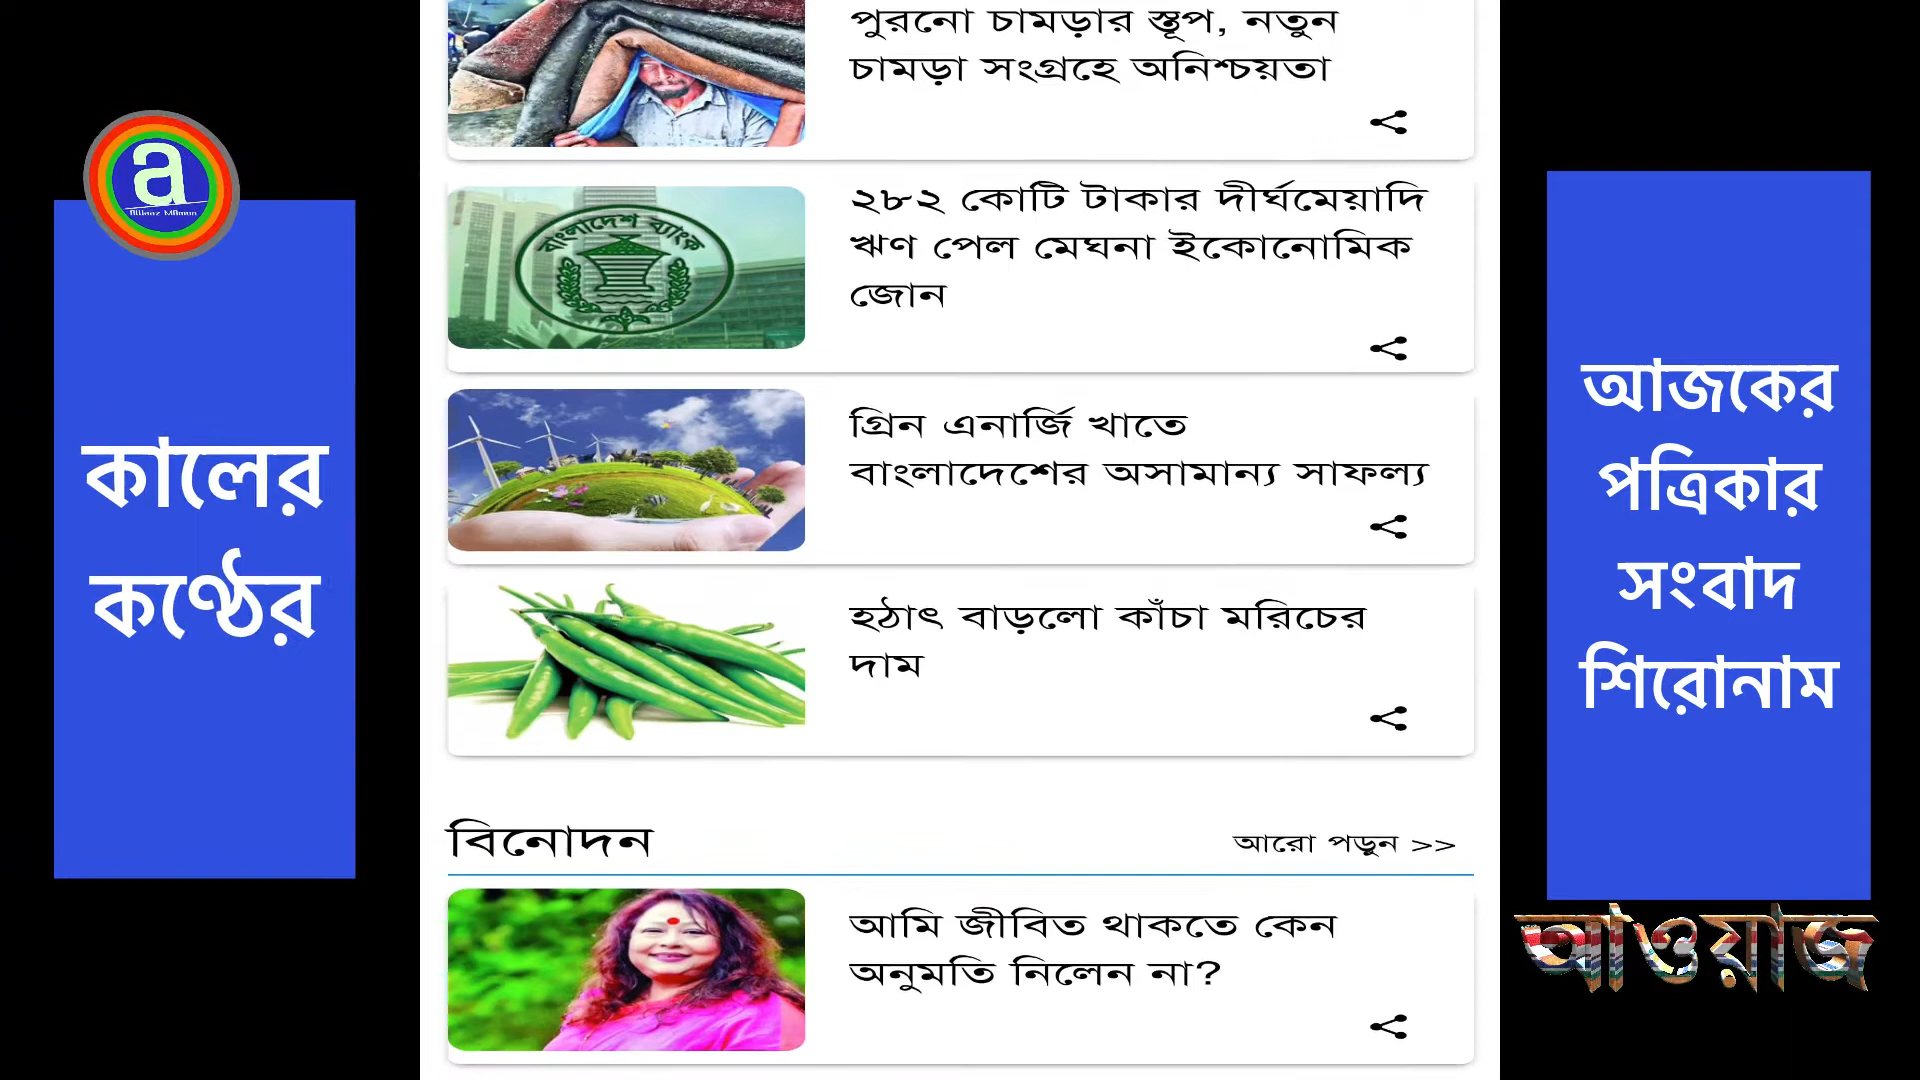 পুরনো চামড়ার স্তূপ, নতুন
চামড়া সংগ্রহে অনিশ্চয়তা
a
কালের
কণ্ঠের
বাংলাদেশ ব্যাংক
২৮২ কোটি টাকার দীর্ঘমেয়াদি
ঋণ পেল মেঘনা ইকোনোমিক
জোন
গ্রিন এনার্জি খাতে
বাংলাদেশের অসামান্য সাফল্য
হঠাৎ বাড়লো কাঁচা মরিচের
দাম
বিনোদন
আরো পড়ুন >>
আমি জীবিত থাকতে কেন
অনুমতি নিলেন না?
আজকের
পত্রিকার
সংবাদ
শিরোনাম
আওয়াজ